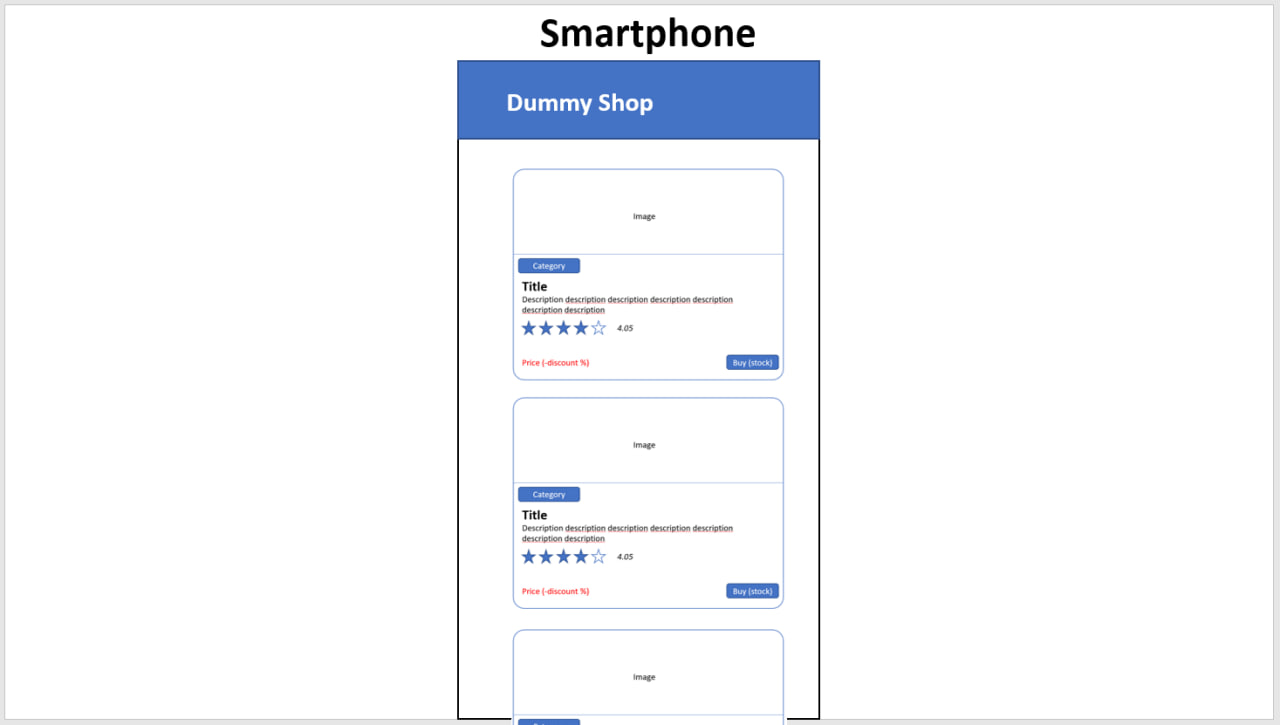 Smartphone
Dummy Shop
Image
Category
Title
Description description description description description
description description
4.05
Price (-discount %)
Buy (stock)
Image
Category
Title
Description description description description description
description description
4.05
Price (-discount %)
Buy (stock)
Image